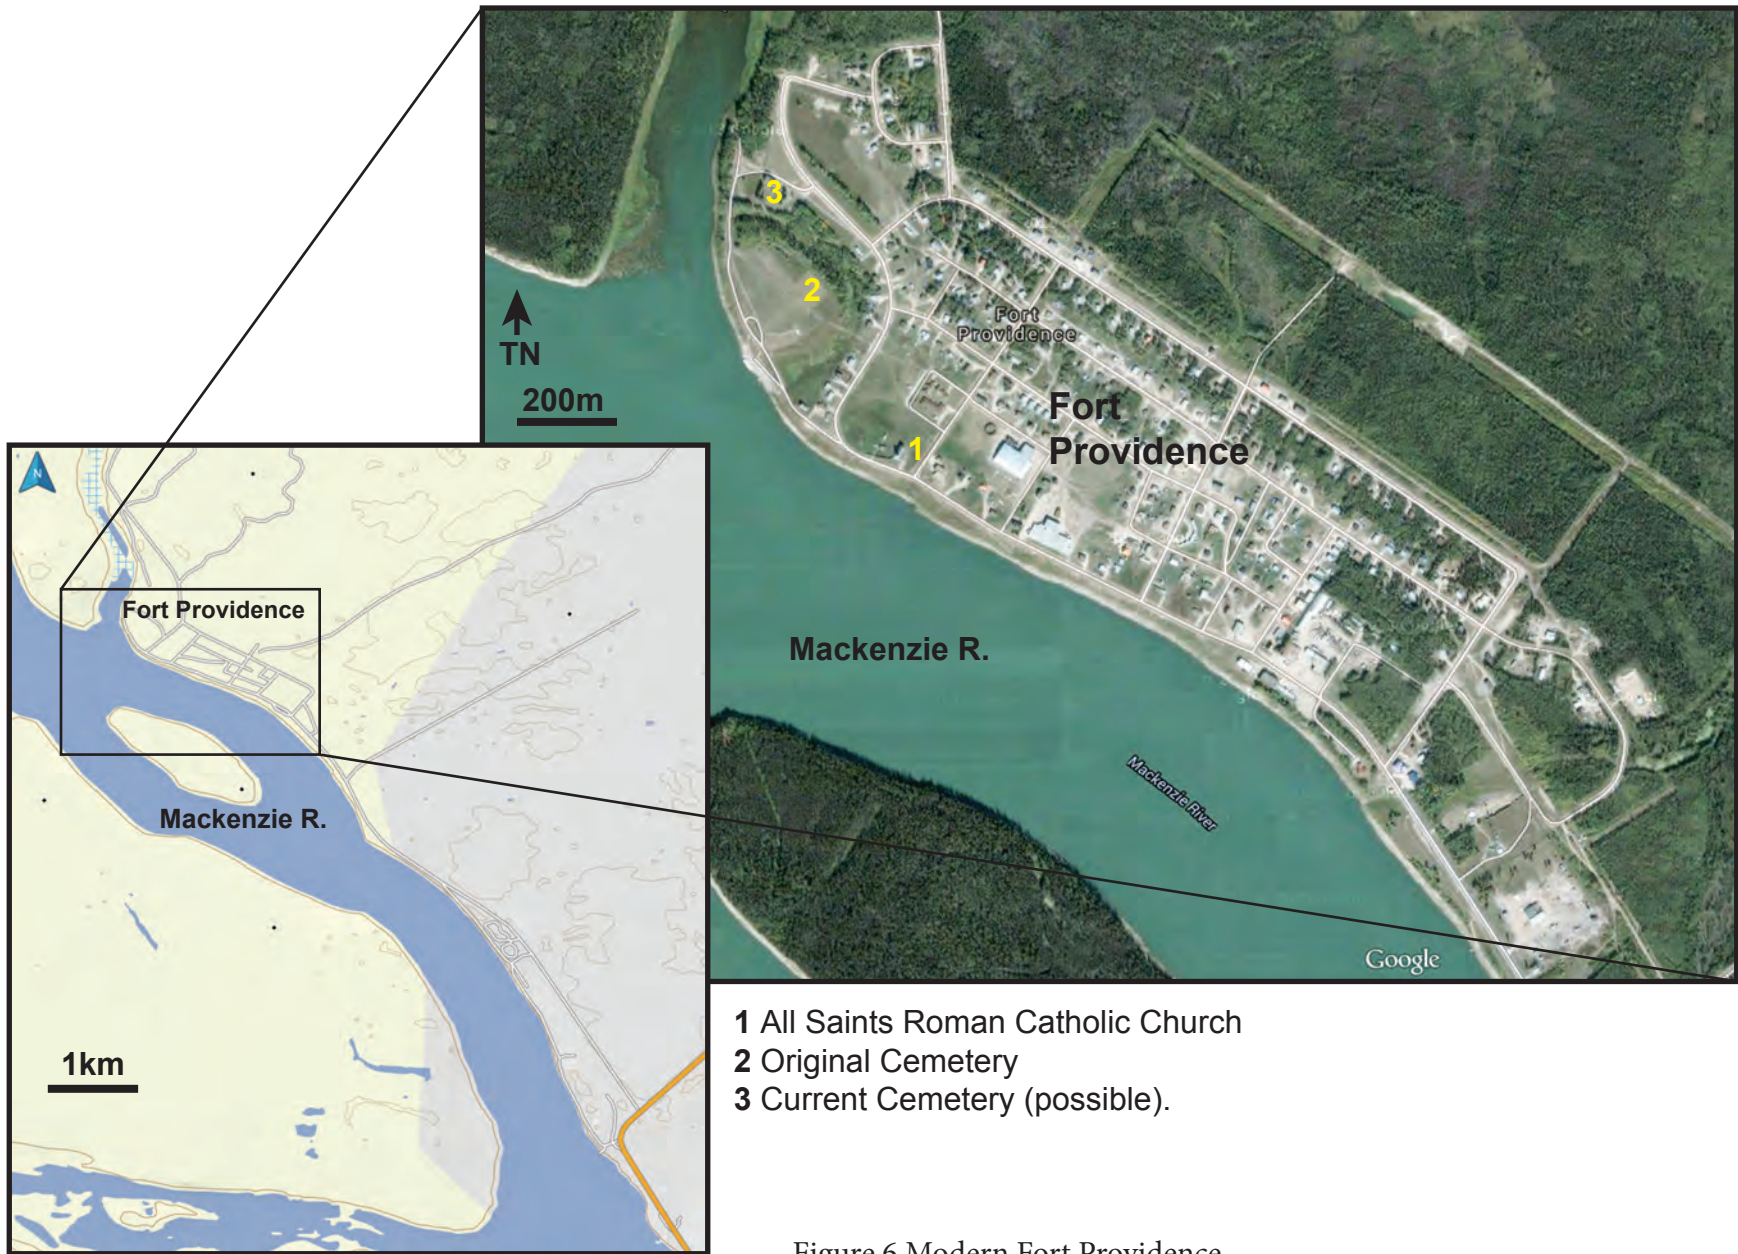 3
2
TN
200m
Fort
Providence
Fort
Providence
1
Mackenzie R.
Mackenzie River
Google
N
Fort Providence
Mackenzie R.
1km
1 All Saints Roman Catholic Church
2 Original Cemetery
3 Current Cemetery (possible).
Figure 6 Modern Fort Providence